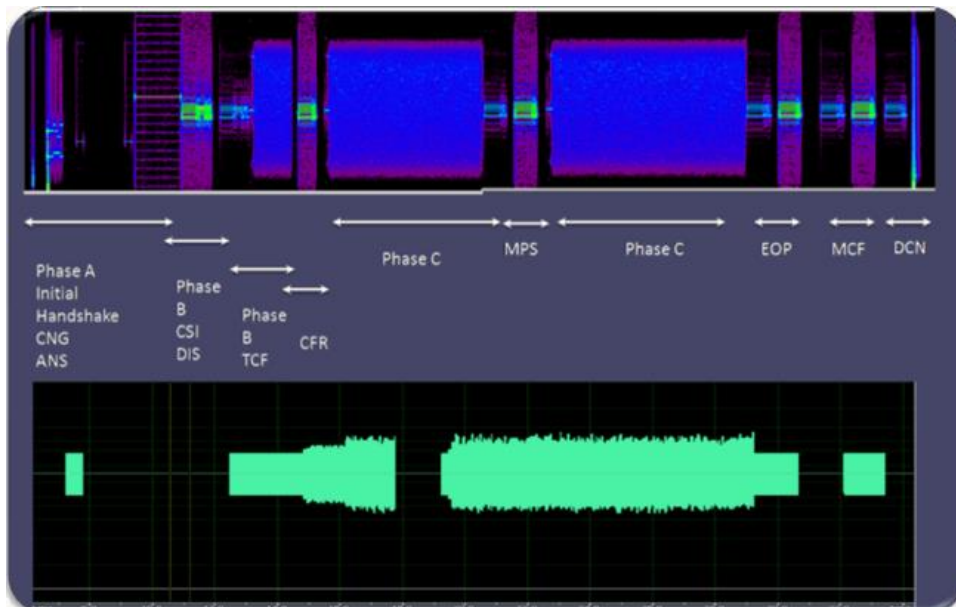 Phase A
Initial
Handshake
CNG
ANS
Phase
B
CSI
DIS
Phase
B
TCF
CFR
Phase C
MPS
Phase C
EOP
MCF
DCN